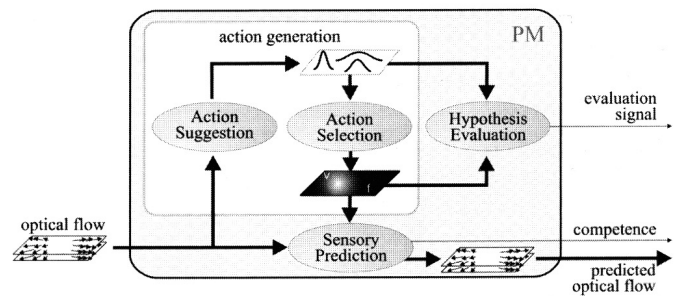 PM
action generation
Action
Suggestion
Action
Selection
Hypothesis
Evaluation
evaluation
signal
v
f
optical flow
Sensory
Prediction
competence
predicted
optical flow